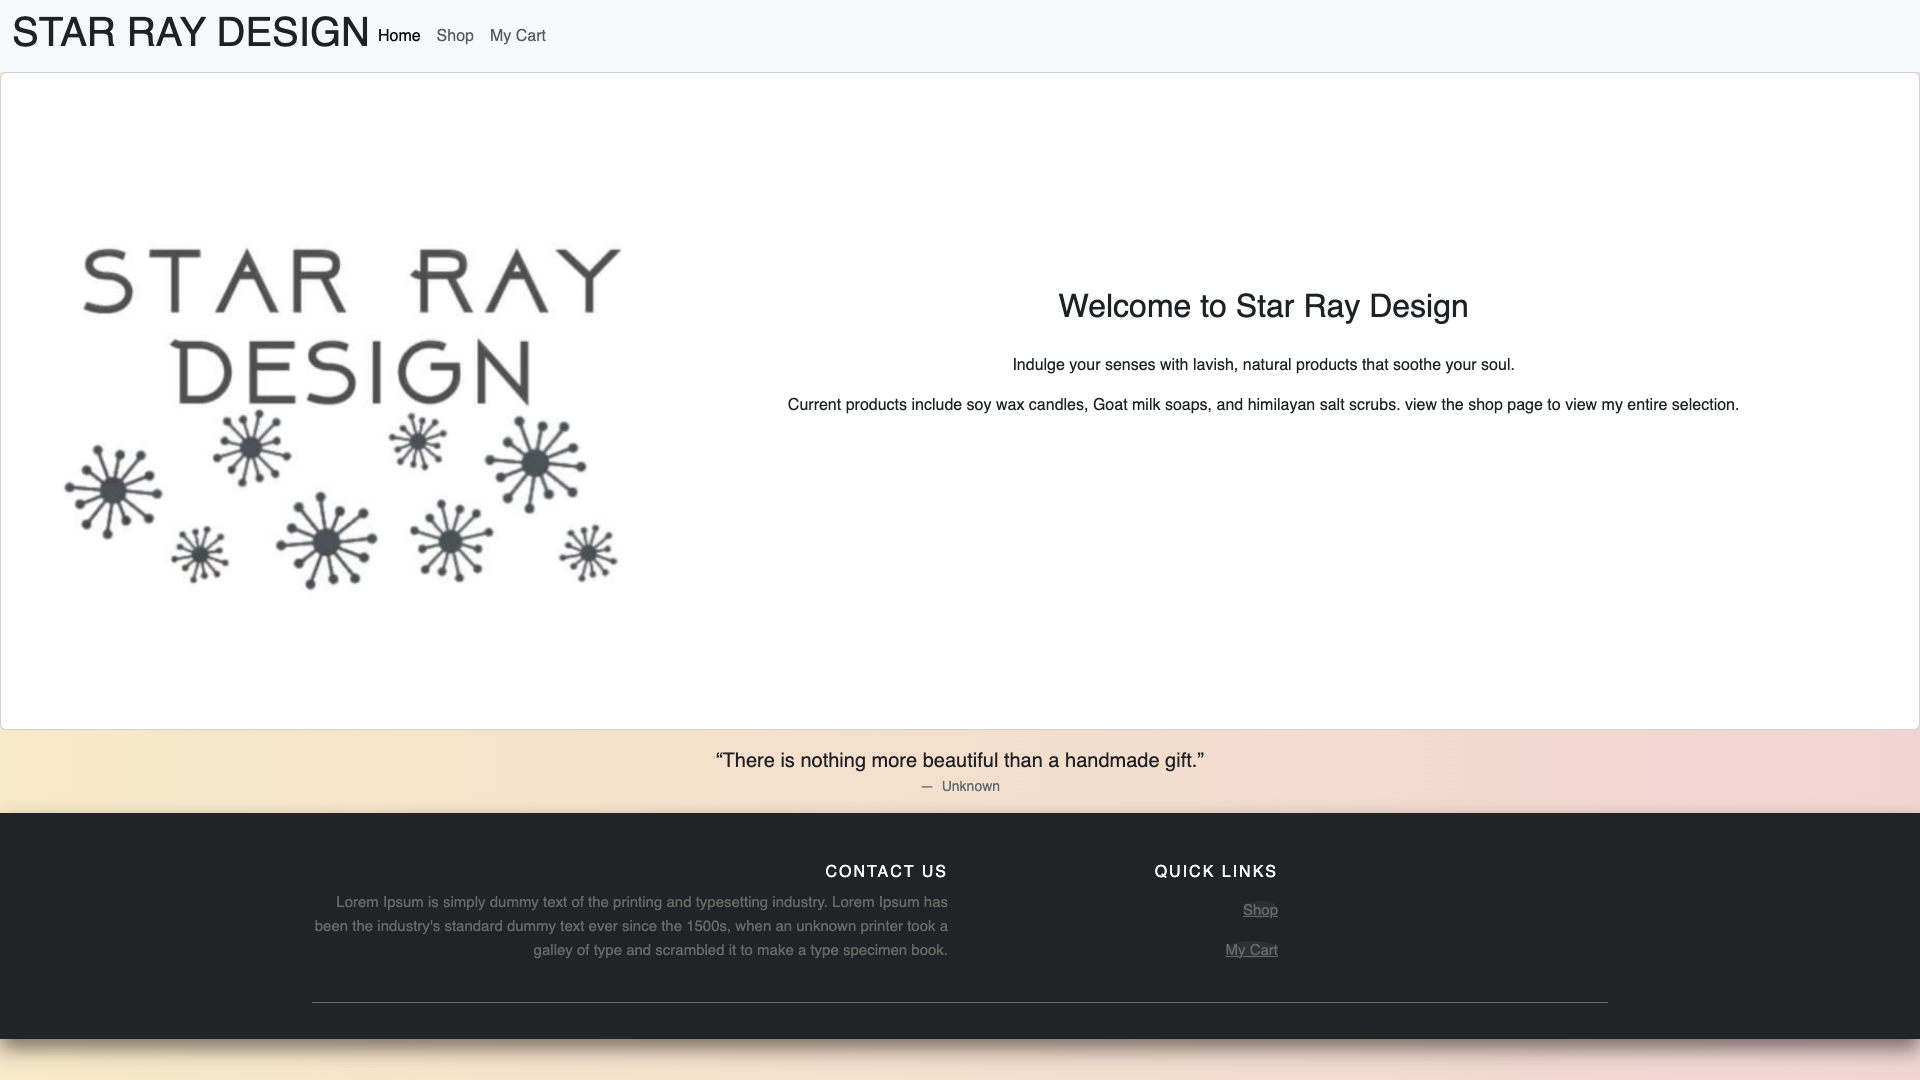 STAR RAY DESIGN Home Shop My Cart
STAR RAY
DESIGN
Welcome to Star Ray Design
Indulge your senses with lavish, natural products that soothe your soul.
Current products include soy wax candles, Goat milk soaps, and himilayan salt scrubs. view the shop page to view my entire selection.
“There is nothing more beautiful than a handmade gift.”
— Unknown
CONTACT US
Lorem Ipsum is simply dummy text of the printing and typesetting industry. Lorem Ipsum has
been the industry's standard dummy text ever since the 1500s, when an unknown printer took a
galley of type and scrambled it to make a type specimen book.
QUICK LINKS
Shop
My Cart